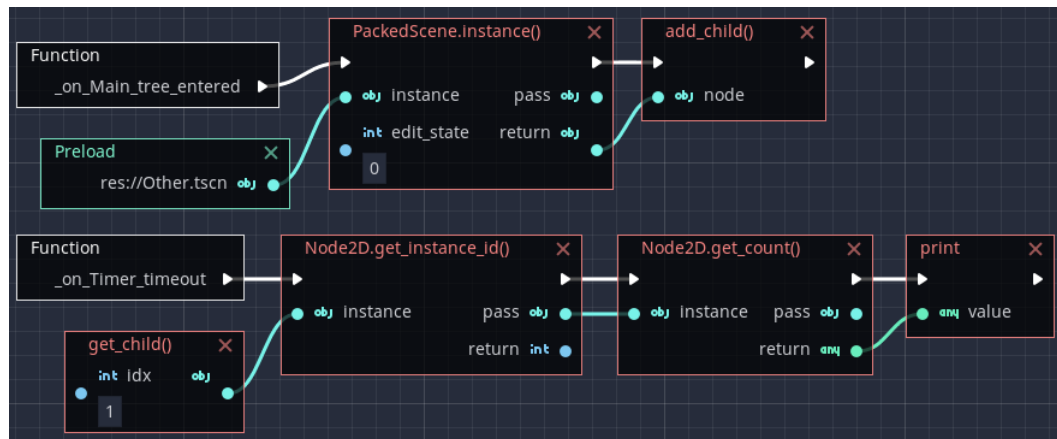 Function
_on_Main_tree_entered
Preload
res://Other.tscn obj
PackedScene.instance()
obj instance pass obj
int edit_state return obj
0
add_child()
obj node
Function
_on_Timer_timeout
get_child()
int idx obj
1
Node2D.get_instance_id()
obj instance pass obj
return int
Node2D.get_count()
obj instance pass obj
return any
print
any value